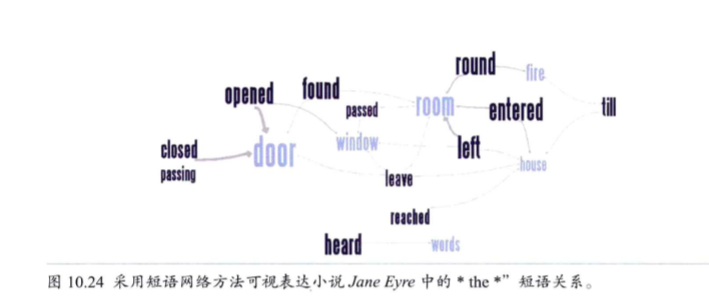 round
fire
opened
found
passed
room
entered
till
closed
door
window
left
passing
leave
house
reached
heard
words
图 10.24 采用短语网络方法可视表达小说 Jane Eyre 中的 * the *” 短语关系。